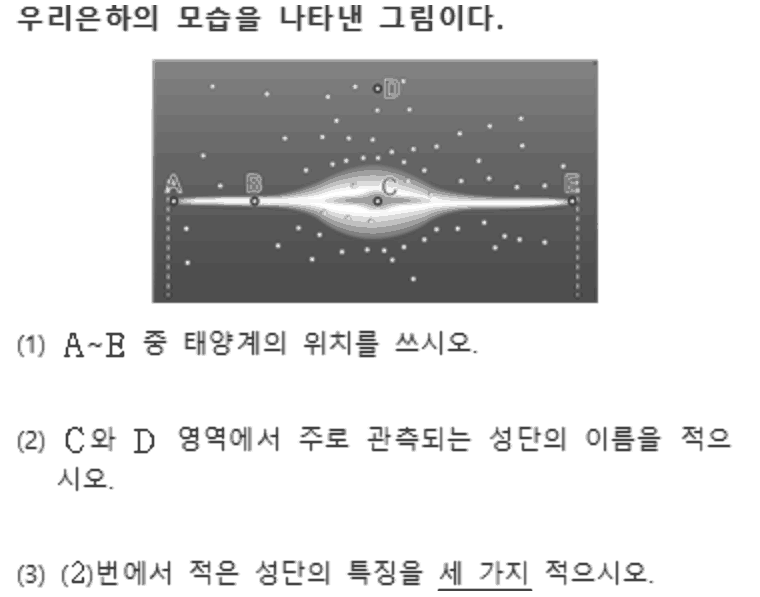 우리은하의 모습을 나타낸 그림이다.
D
A B C E
(1) A~E 중 태양계의 위치를 쓰시오.
(2) C와 D 영역에서 주로 관측되는 성단의 이름을 적으
시오.
(3) (2)번에서 적은 성단의 특징을 세 가지 적으시오.